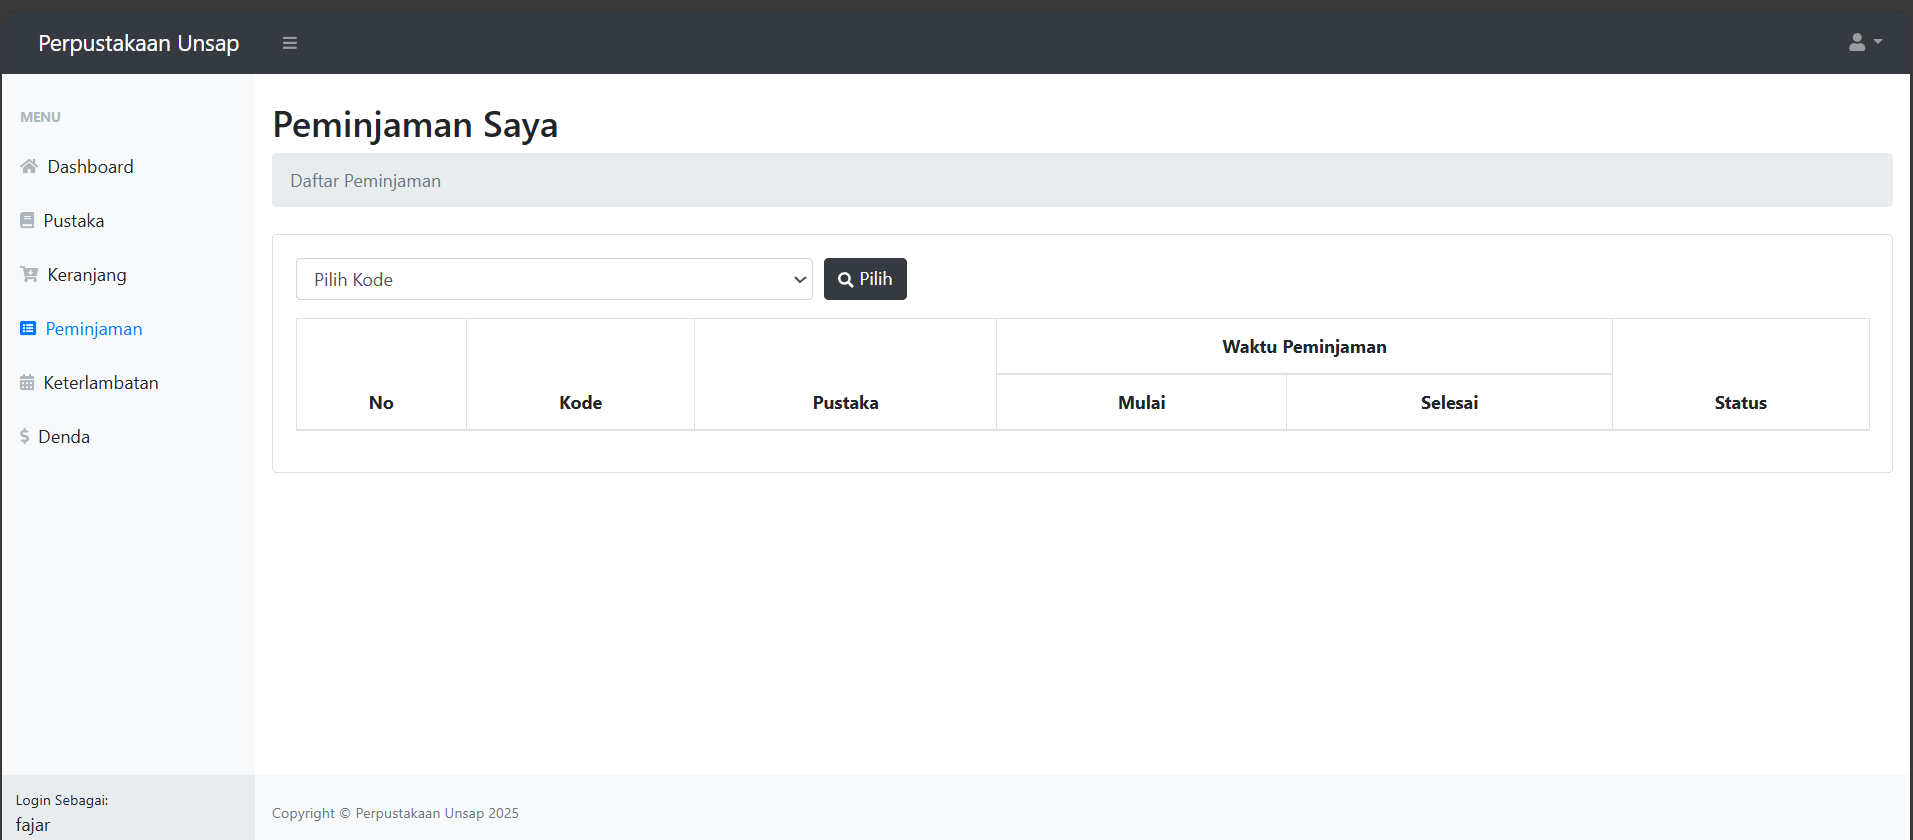 Perpustakaan Unsap
MENU
Dashboard
Pustaka
Keranjang
Peminjaman
Keterlambatan
Denda
Login Sebagai:
fajar
Peminjaman Saya
Daftar Peminjaman
Pilih Kode
Pilih
No
Kode
Pustaka
Waktu Peminjaman
Mulai
Selesai
Status
Copyright © Perpustakaan Unsap 2025